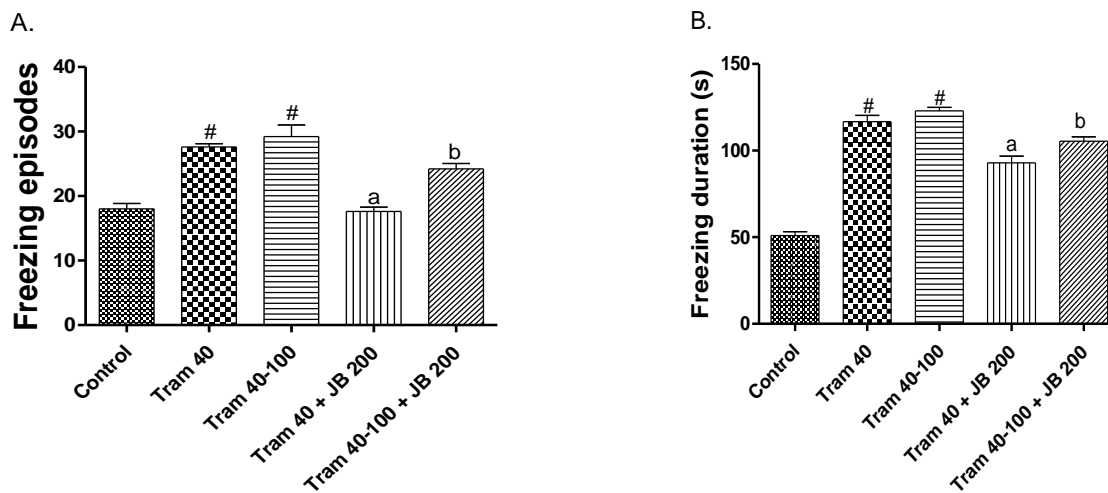 A.
Freezing episodes
40
30
20
10
0
#
#
a
b
Control
Tram 40
Tram 40-100
Tram 40 + JB 200
Tram 40-100 + JB 200
B.
Freezing duration (s)
150
100
50
0
#
#
a
b
Control
Tram 40
Tram 40-100
Tram 40 + JB 200
Tram 40-100 + JB 200